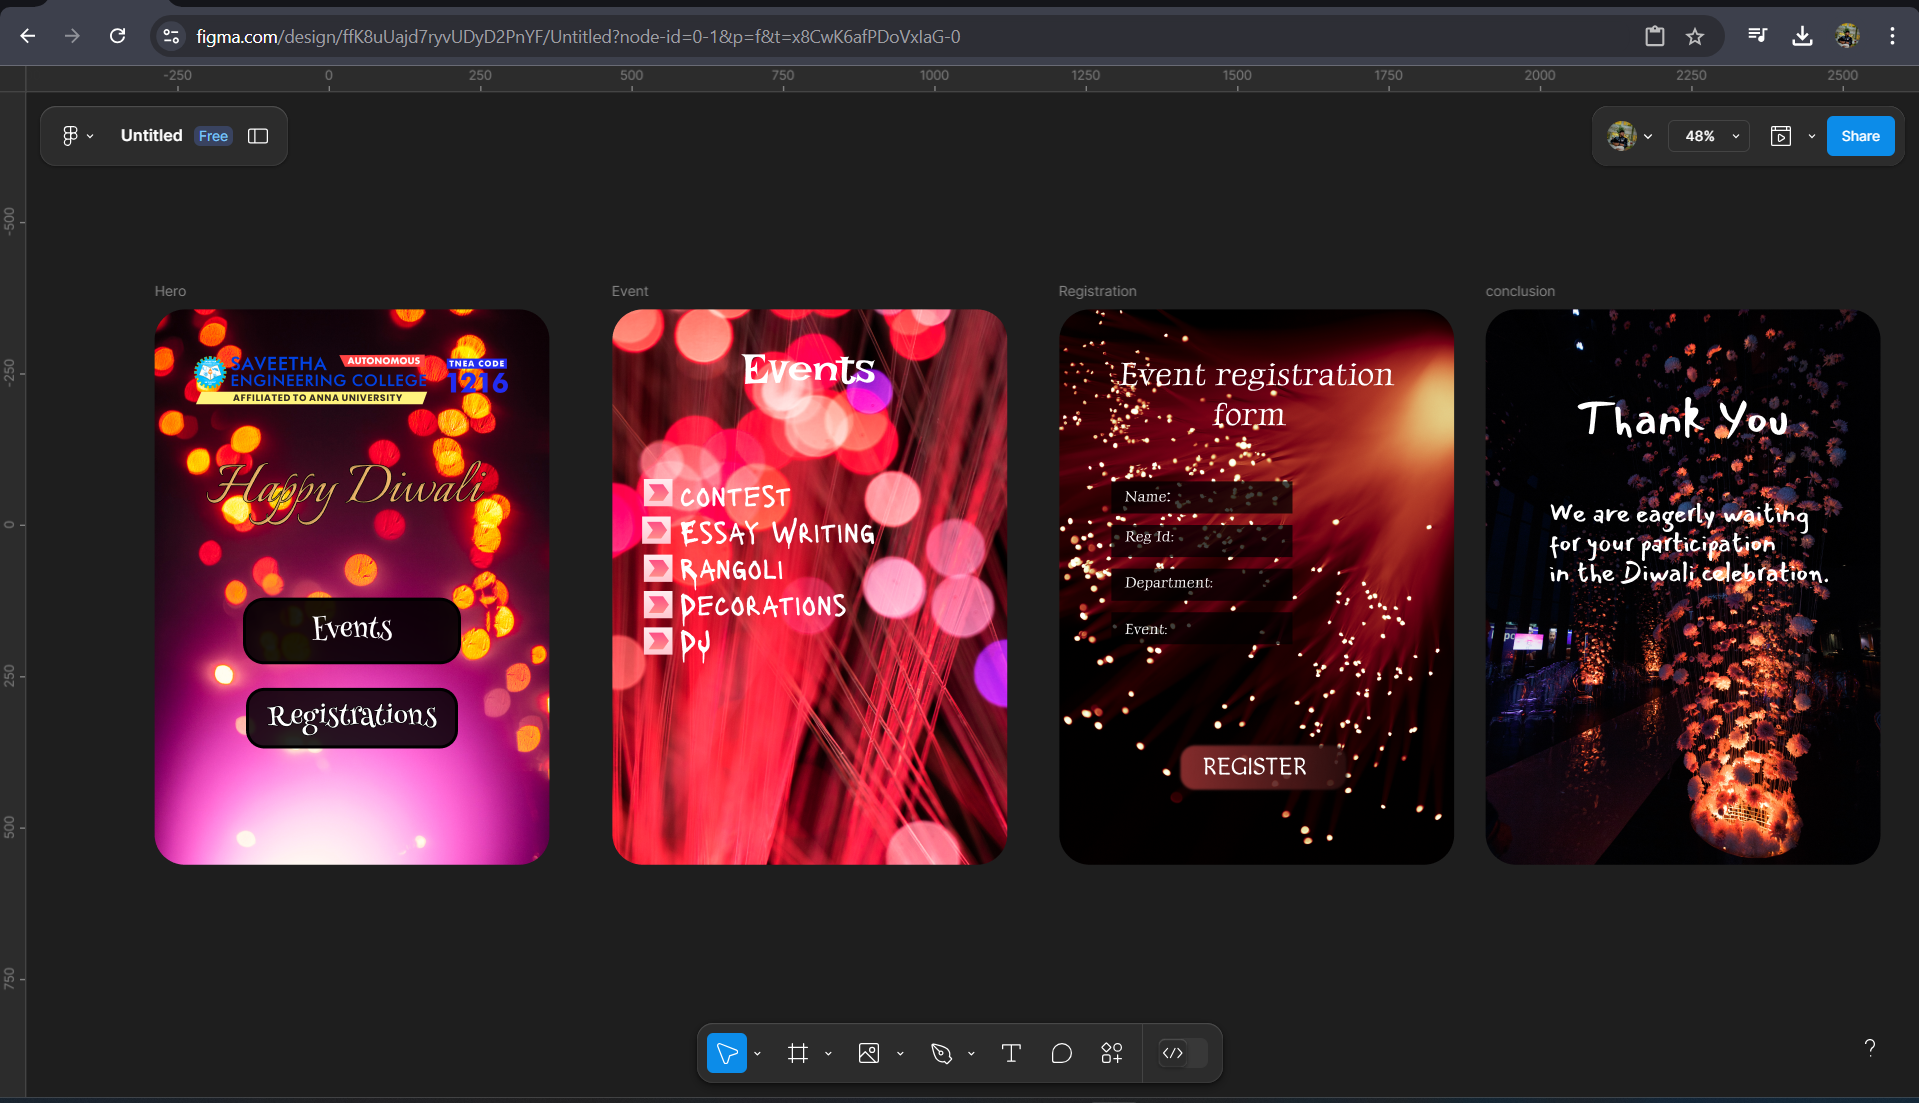 figma.com/design/ffK8uUajd7ryvUDyD2PnYF/Untitled?node-id=0-1&p=f&t=x8CwK6afPDoVxIaG-0
-250 0 250 500 750 1000 1250 1500 1750 2000 2250 2500
Untitled Free
48% Share
-500
-250
0
250
500
750
Hero
SAVEETHA AUTONOMOUS
ENGINEERING COLLEGE
AFFILIATED TO ANNA UNIVERSITY
TNEA CODE
1216
Happy Diwali
Events
Registrations
Event
Events
CONTEST
ESSAY WRITING
RANGOLI
DECORATIONS
DJ
Registration
Event registration
form
Name:
Reg Id:
Department:
Event:
REGISTER
conclusion
Thank You
We are eagerly waiting
for your participation
in the Diwali celebration.
?